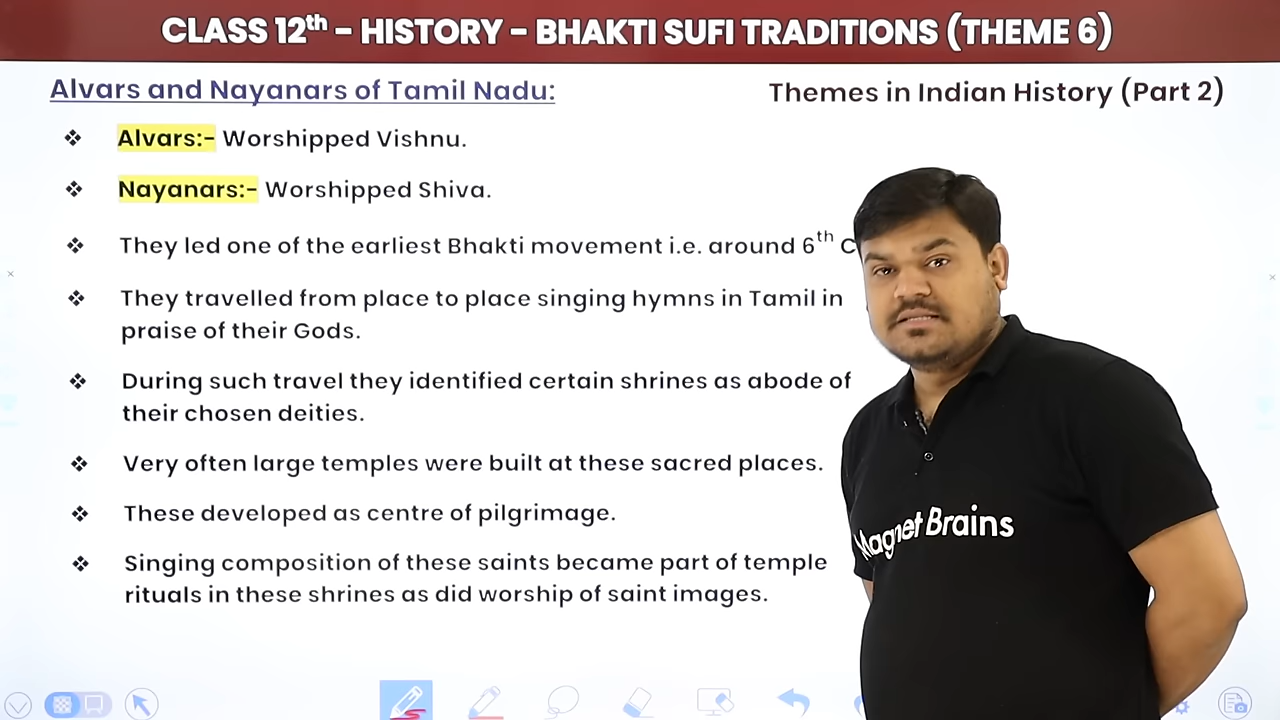 CLASS 12th – HISTORY – BHAKTI SUFI TRADITIONS (THEME 6)
Alvars and Nayanars of Tamil Nadu:
Themes in Indian History (Part 2)
❖ Alvars:- Worshipped Vishnu.
❖ Nayanars:- Worshipped Shiva.
❖ They led one of the earliest Bhakti movement i.e. around 6th C
❖ They travelled from place to place singing hymns in Tamil in
praise of their Gods.
❖ During such travel they identified certain shrines as abode of
their chosen deities.
❖ Very often large temples were built at these sacred places.
❖ These developed as centre of pilgrimage.
❖ Singing composition of these saints became part of temple
rituals in these shrines as did worship of saint images.
Magnet Brains